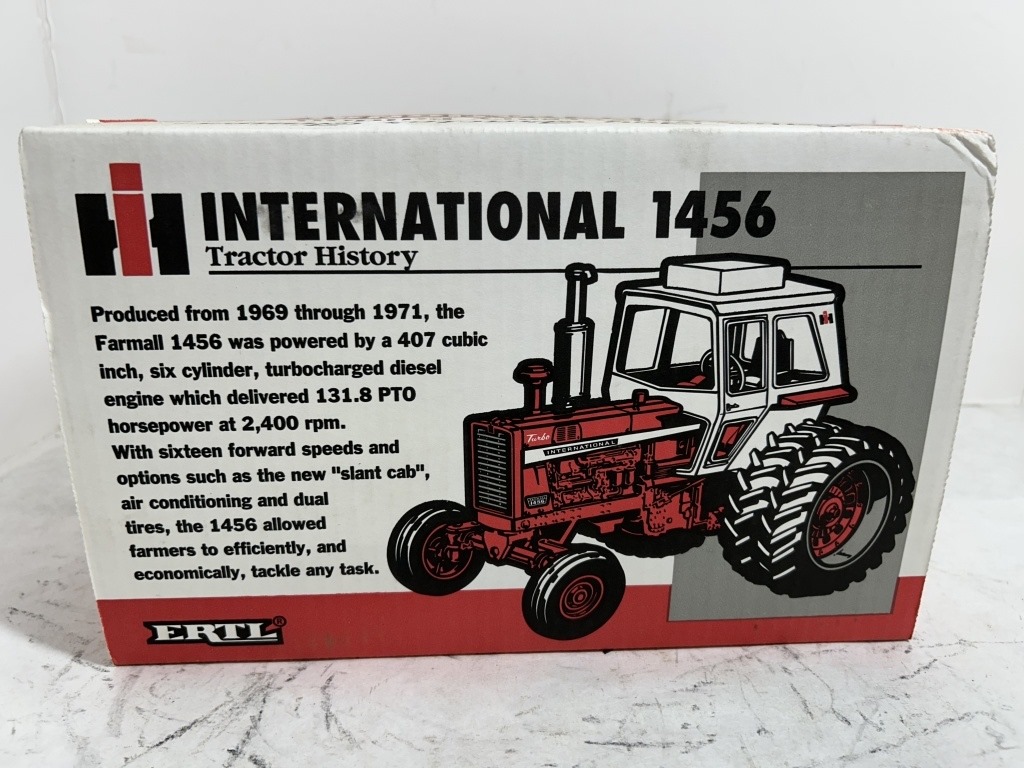 IH INTERNATIONAL 1456
Tractor History
Produced from 1969 through 1971, the
Farmall 1456 was powered by a 407 cubic
inch, six cylinder, turbocharged diesel
engine which delivered 131.8 PTO
horsepower at 2,400 rpm.
With sixteen forward speeds and
options such as the new "slant cab",
air conditioning and dual
tires, the 1456 allowed
farmers to efficiently, and
economically, tackle any task.
Turbo
INTERNATIONAL
1456
IH
ERTL®